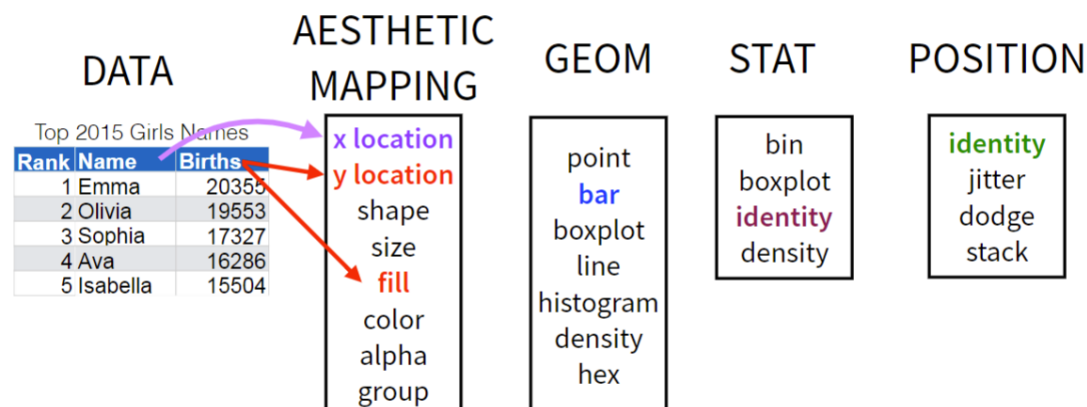 DATA
Top 2015 Girls Names
Rank Name Births
1 Emma 20355
2 Olivia 19553
3 Sophia 17327
4 Ava 16286
5 Isabella 15504
AESTHETIC
MAPPING
x location
y location
shape
size
fill
color
alpha
group
GEOM
point
bar
boxplot
line
histogram
density
hex
STAT
bin
boxplot
identity
density
POSITION
identity
jitter
dodge
stack